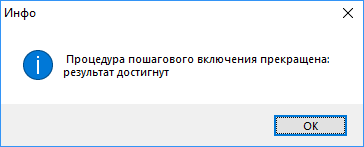 Инфо
Процедура пошагового включения прекращена:
результат достигнут
OK